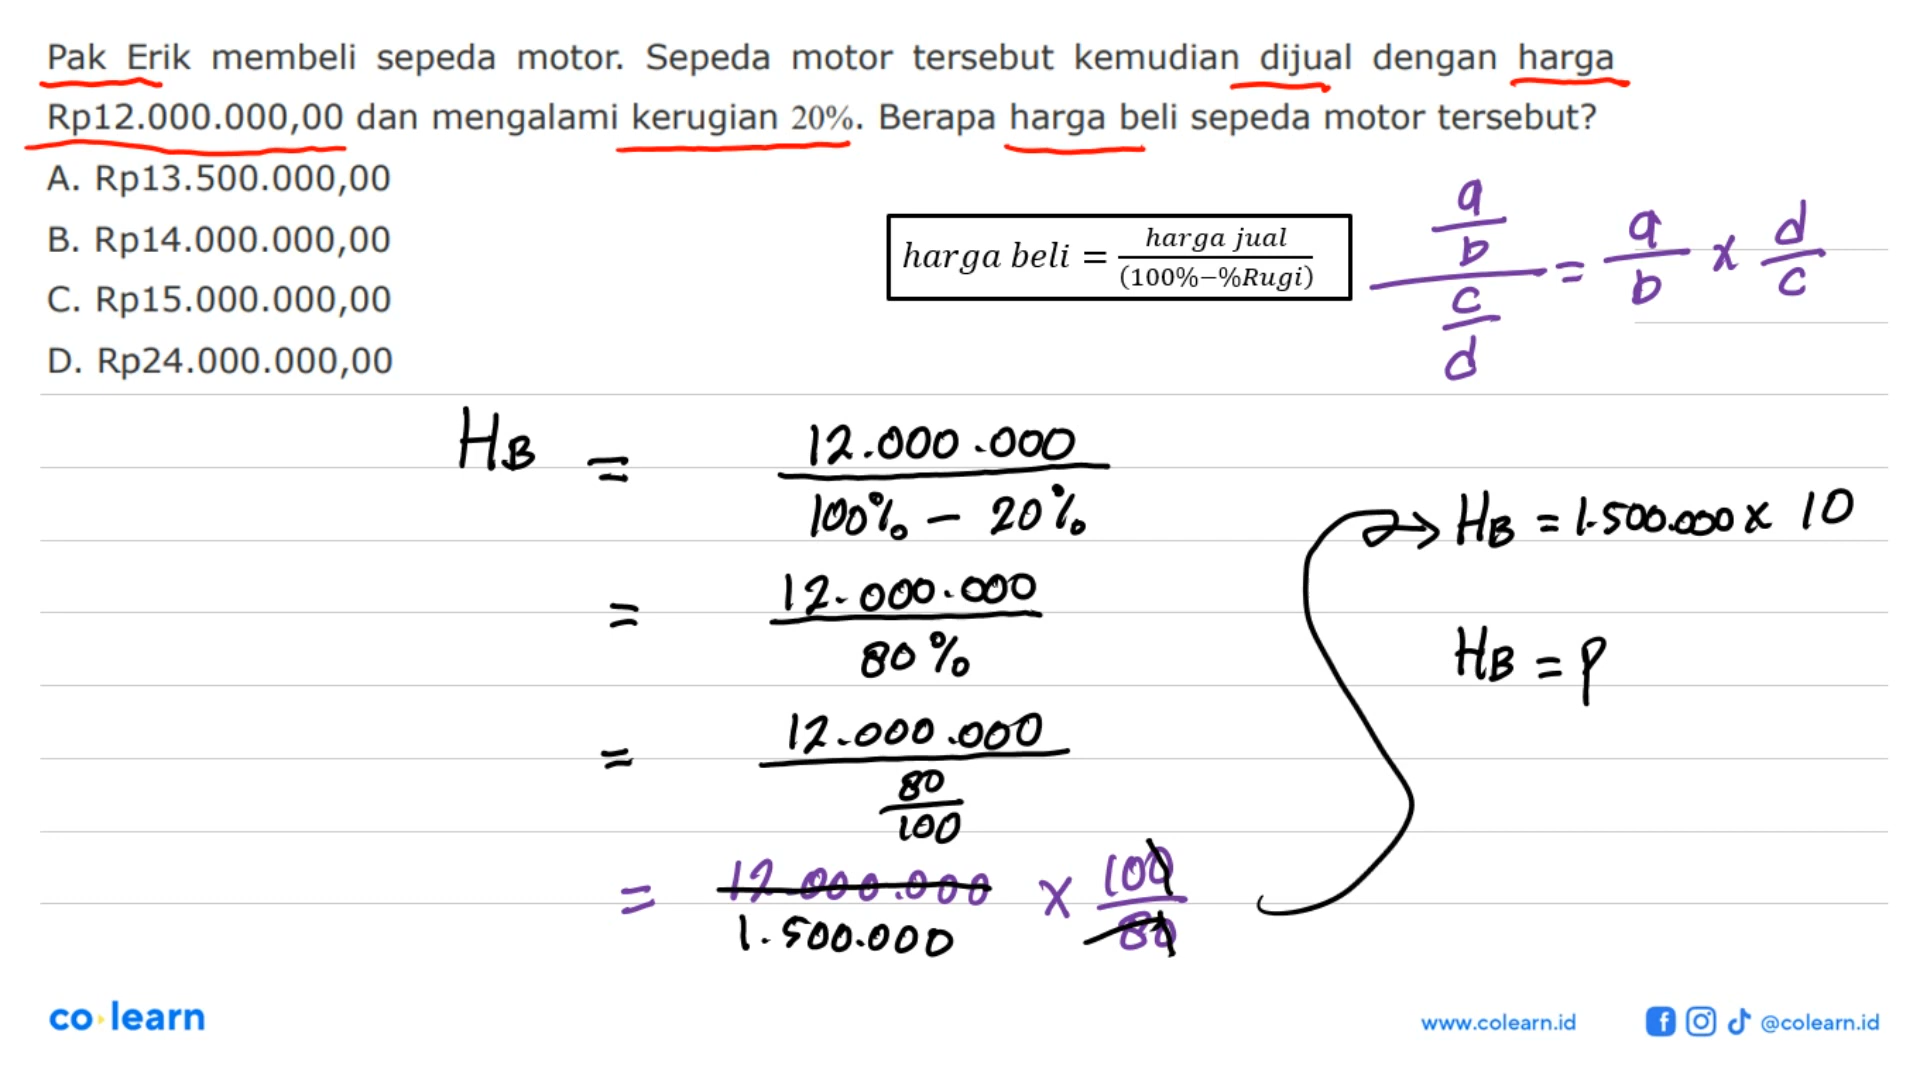 Pak Erik membeli sepeda motor. Sepeda motor tersebut kemudian dijual dengan harga
Rp12.000.000,00 dan mengalami kerugian 20%. Berapa harga beli sepeda motor tersebut?
A. Rp13.500.000,00
B. Rp14.000.000,00
C. Rp15.000.000,00
D. Rp24.000.000,00
harga beli = harga jual / (100%−%Rugi)
a/b / c/d = a/b x d/c
HB = 12.000.000 / 100% - 20%
= 12.000.000 / 80%
= 12.000.000 / 80/100
= 12.000.000 x 100/80
1.500.000
HB = 1.500.000 x 10
HB = p
co learn
www.colearn.id
@colearn.id